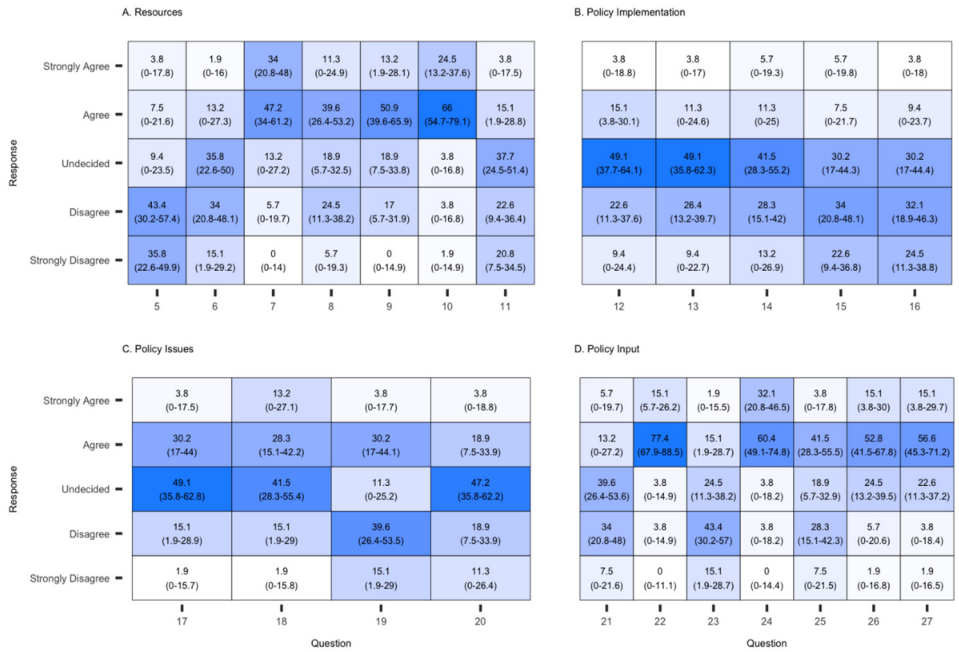 A. Resources
Response
Strongly Agree 3.8 1.9 34 11.3 13.2 24.5 3.8
(0-17.8) (0-16) (20.8-48) (0-24.9) (1.9-28.1) (13.2-37.6) (0-17.5)
Agree 7.5 13.2 47.2 39.6 50.9 66 15.1
(0-21.6) (0-27.3) (34-61.2) (26.4-53.2) (39.6-65.9) (54.7-79.1) (1.9-28.8)
Undecided 9.4 35.8 13.2 18.9 18.9 3.8 37.7
(0-23.5) (22.6-50) (0-27.2) (5.7-32.5) (7.5-33.8) (0-16.8) (24.5-51.4)
Disagree 43.4 34 5.7 24.5 17 3.8 22.6
(30.2-57.4) (20.8-48.1) (0-19.7) (11.3-38.2) (5.7-31.9) (0-16.8) (9.4-36.4)
Strongly Disagree 35.8 15.1 0 5.7 0 1.9 20.8
(22.6-49.9) (1.9-29.2) (0-14) (0-19.3) (0-14.9) (0-14.9) (7.5-34.5)
5 6 7 8 9 10 11
B. Policy Implementation
3.8 3.8 5.7 5.7 3.8
(0-18.8) (0-17) (0-19.3) (0-19.8) (0-18)
15.1 11.3 11.3 7.5 9.4
(3.8-30.1) (0-24.6) (0-25) (0-21.7) (0-23.7)
49.1 49.1 41.5 30.2 30.2
(37.7-64.1) (35.8-62.3) (28.3-55.2) (17-44.3) (17-44.4)
22.6 26.4 28.3 34 32.1
(11.3-37.6) (13.2-39.7) (15.1-42) (20.8-48.1) (18.9-46.3)
9.4 9.4 13.2 22.6 24.5
(0-24.4) (0-22.7) (0-26.9) (9.4-36.8) (11.3-38.8)
12 13 14 15 16
C. Policy Issues
Response
Strongly Agree 3.8 13.2 3.8 3.8
(0-17.5) (0-27.1) (0-17.7) (0-18.8)
Agree 30.2 28.3 30.2 18.9
(17-44) (15.1-42.2) (17-44.1) (7.5-33.9)
Undecided 49.1 41.5 11.3 47.2
(35.8-62.8) (28.3-55.4) (0-25.2) (35.8-62.2)
Disagree 15.1 15.1 39.6 18.9
(1.9-28.9) (1.9-29) (26.4-53.5) (7.5-33.9)
Strongly Disagree 1.9 1.9 15.1 11.3
(0-15.7) (0-15.8) (1.9-29) (0-26.4)
17 18 19 20
Question
D. Policy Input
5.7 15.1 1.9 32.1 3.8 15.1 15.1
(0-19.7) (5.7-26.2) (0-15.5) (20.8-46.5) (0-17.8) (3.8-30) (3.8-29.7)
13.2 77.4 15.1 60.4 41.5 52.8 56.6
(0-27.2) (67.9-88.5) (1.9-28.7) (49.1-74.8) (28.3-55.5) (41.5-67.8) (45.3-71.2)
39.6 3.8 24.5 3.8 18.9 24.5 22.6
(26.4-53.6) (0-14.9) (11.3-38.2) (0-18.2) (5.7-32.9) (13.2-39.5) (11.3-37.2)
34 3.8 43.4 3.8 28.3 5.7 3.8
(20.8-48) (0-14.9) (30.2-57) (0-18.2) (15.1-42.3) (0-20.6) (0-18.4)
7.5 0 15.1 0 7.5 1.9 1.9
(0-21.6) (0-11.1) (1.9-28.7) (0-14.4) (0-21.5) (0-16.8) (0-16.5)
21 22 23 24 25 26 27
Question